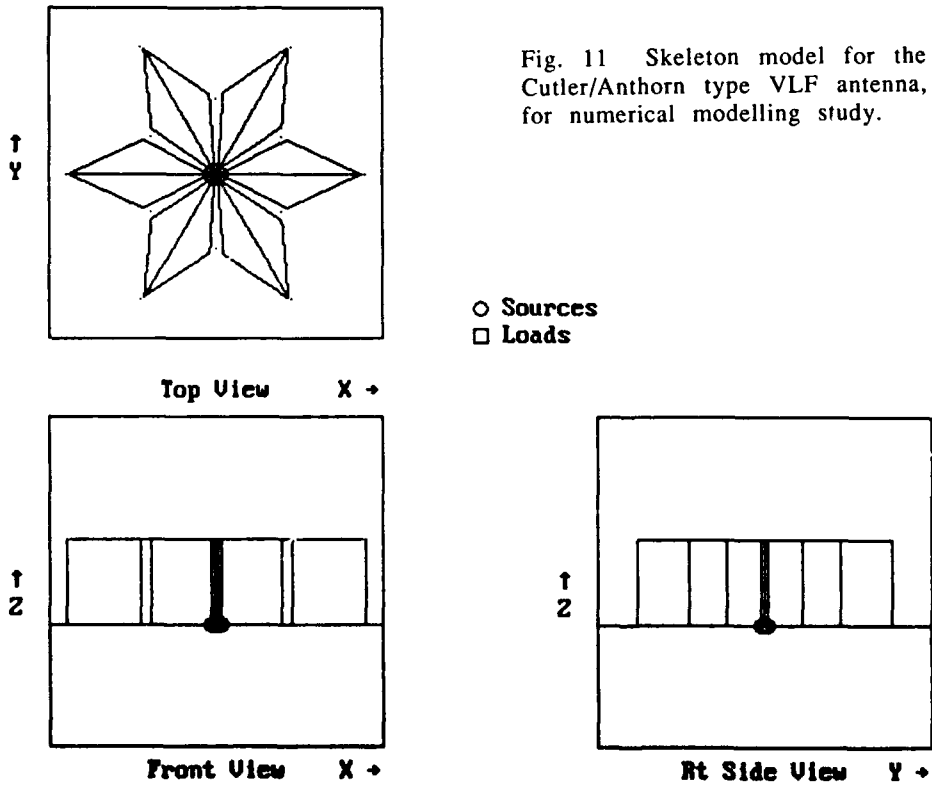 Fig. 11 Skeleton model for the
Cutler/Anthorn type VLF antenna,
for numerical modelling study.
↑
Y
○ Sources
□ Loads
Top View X →
↑
Z
↑
Z
Front View X →
Rt Side View Y →